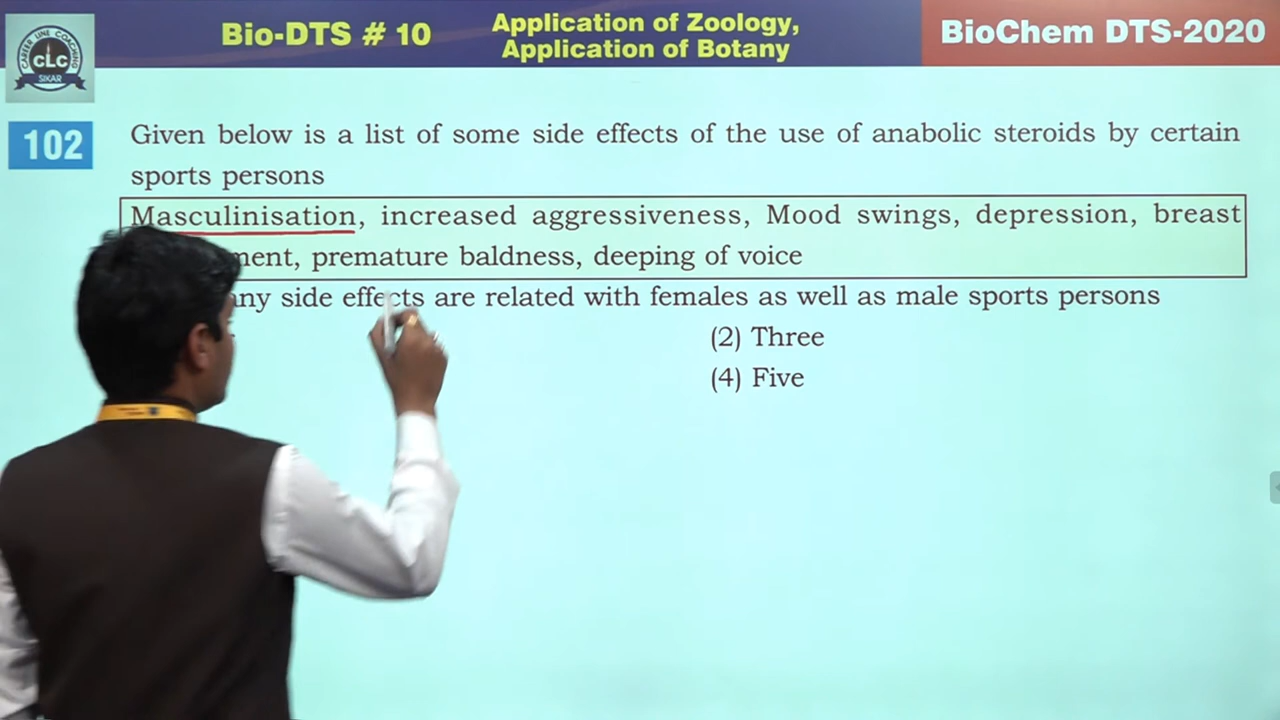 CAREER LINE COACHING
CLC
SIKAR
Bio-DTS # 10
Application of Zoology,
Application of Botany
BioChem DTS-2020
102
Given below is a list of some side effects of the use of anabolic steroids by certain
sports persons
Masculinisation, increased aggressiveness, Mood swings, depression, breast
premature baldness, deeping of voice
side effects are related with females as well as male sports persons
(2) Three
(4) Five